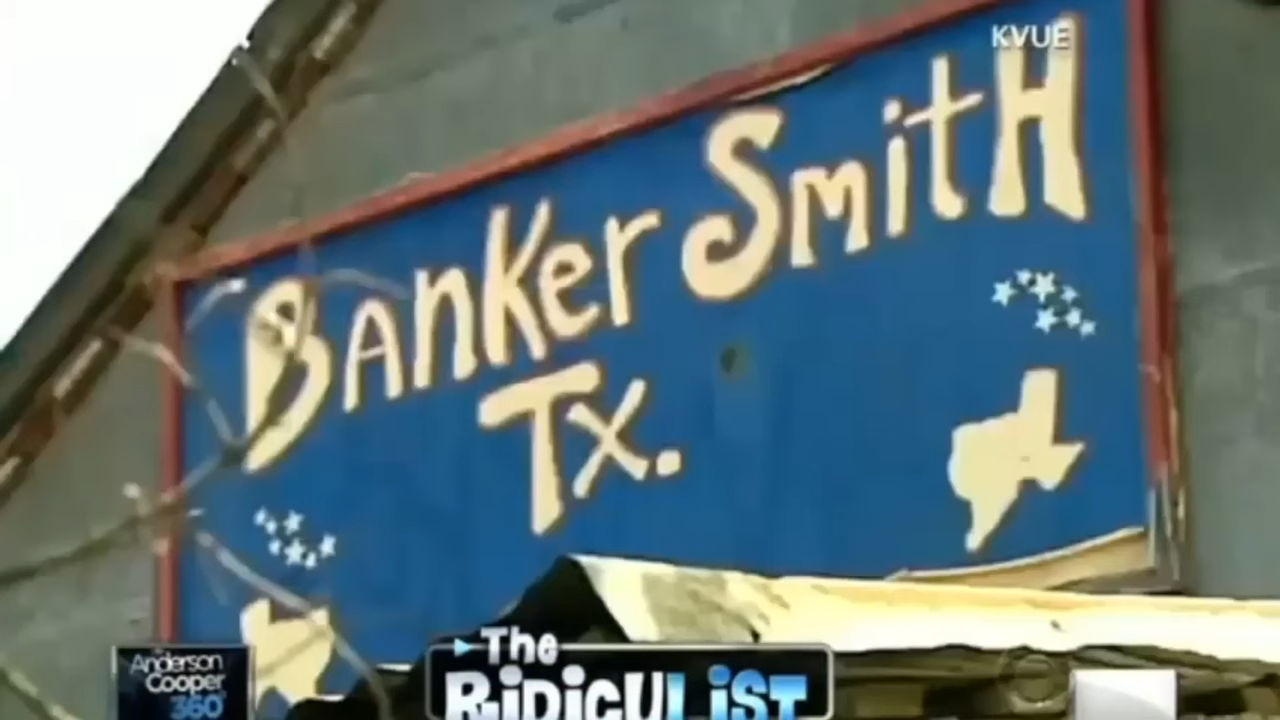 KVUE
Banker Smith
Tx.
Anderson
Cooper
360°
The
RiDicULiST